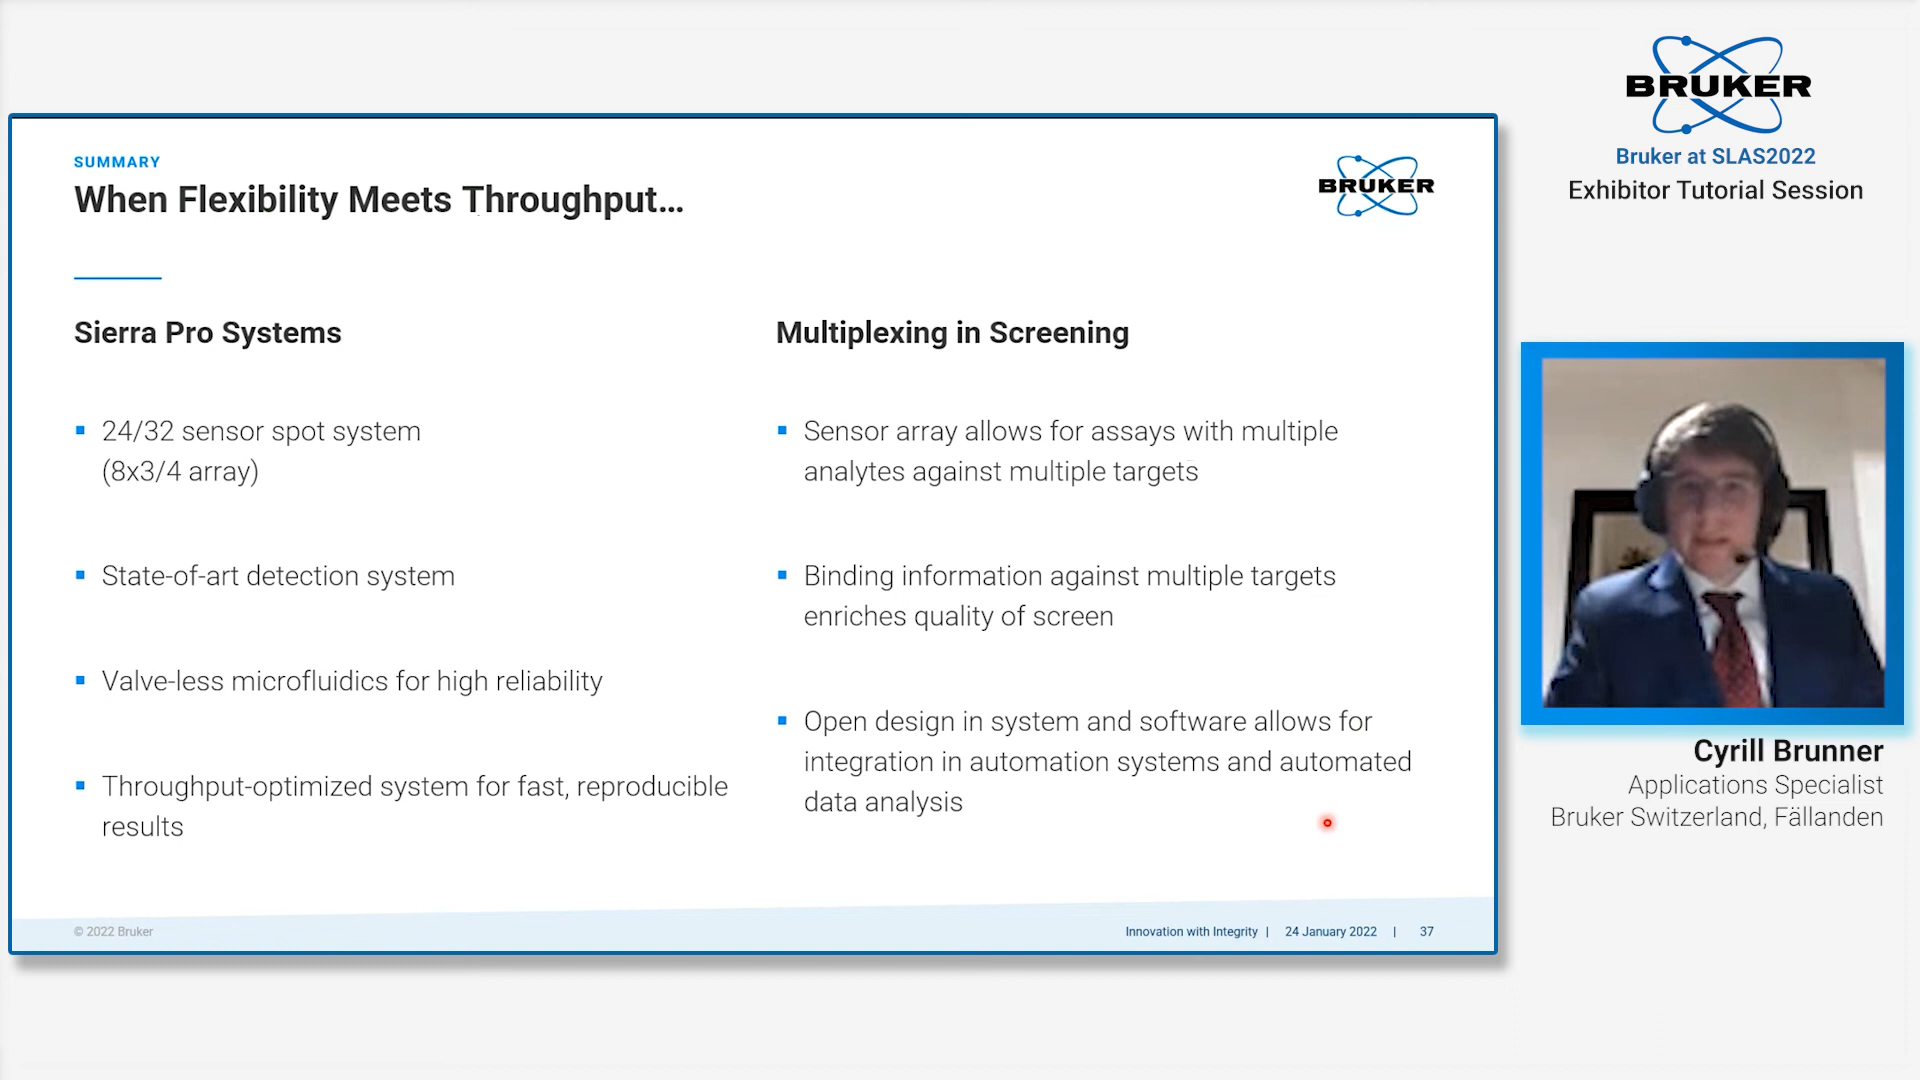 BRUKER
Bruker at SLAS2022
Exhibitor Tutorial Session
SUMMARY
When Flexibility Meets Throughput...
BRUKER
Sierra Pro Systems
24/32 sensor spot system
(8x3/4 array)
State-of-art detection system
Valve-less microfluidics for high reliability
Throughput-optimized system for fast, reproducible
results
Multiplexing in Screening
Sensor array allows for assays with multiple
analytes against multiple targets
Binding information against multiple targets
enriches quality of screen
Open design in system and software allows for
integration in automation systems and automated
data analysis
© 2022 Bruker
Innovation with Integrity | 24 January 2022 | 37
Cyrill Brunner
Applications Specialist
Bruker Switzerland, Fällanden